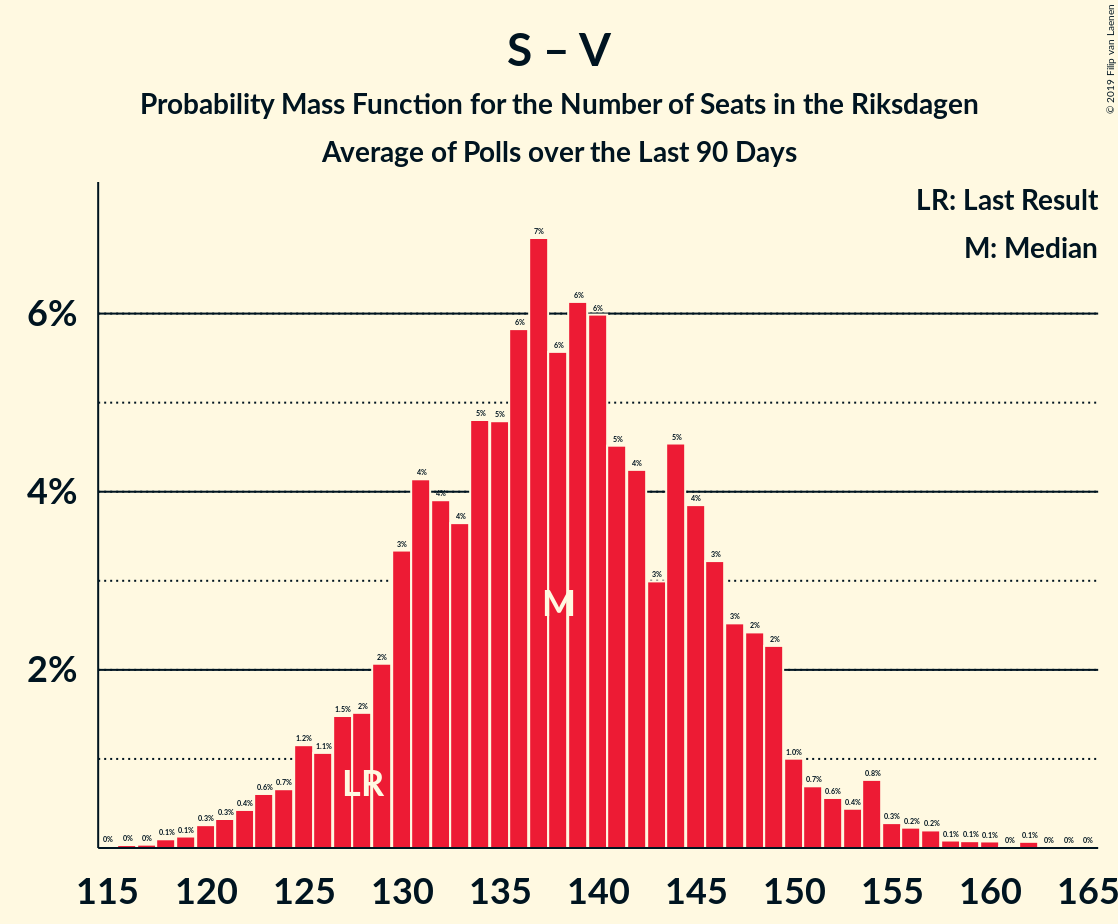 S – V
Probability Mass Function for the Number of Seats in the Riksdagen
Average of Polls over the Last 90 Days
© 2019 Filip van Laenen
LR: Last Result
M: Median
6%
4%
2%
0% 0% 0% 0.1% 0.1% 0.3% 0.3% 0.4% 0.6% 0.7% 1.2% 1.1% 1.5% 2% 2% 3% 4% 4% 4% 5% 5% 6% 7% 6% 6% 6% 5% 4% 3% 5% 4% 3% 3% 2% 2% 1.0% 0.7% 0.6% 0.4% 0.8% 0.3% 0.2% 0.2% 0.1% 0.1% 0.1% 0% 0.1% 0% 0% 0%
M
LR
115 120 125 130 135 140 145 150 155 160 165